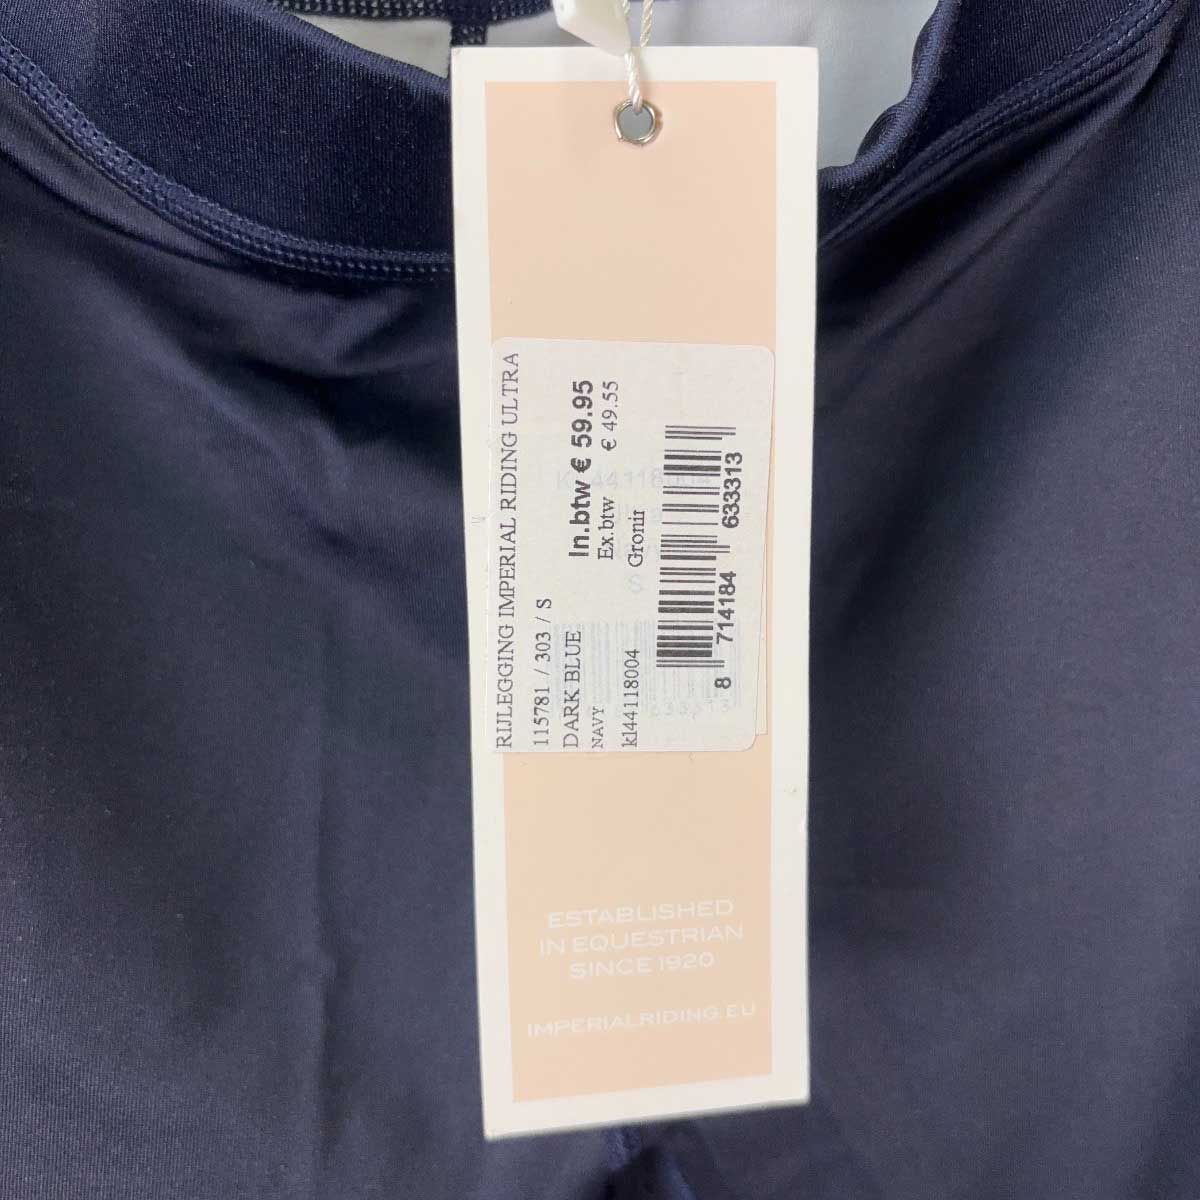 RIJLEGGING IMPERIAL RIDING ULTRA
115781 / 303 / S
DARK BLUE
NAVY
kl44118004
In.btw € 59.95
Ex.btw € 49.55
Gronir
8 714184 633313
ESTABLISHED
IN EQUESTRIAN
SINCE 1920
IMPERIALRIDING.EU